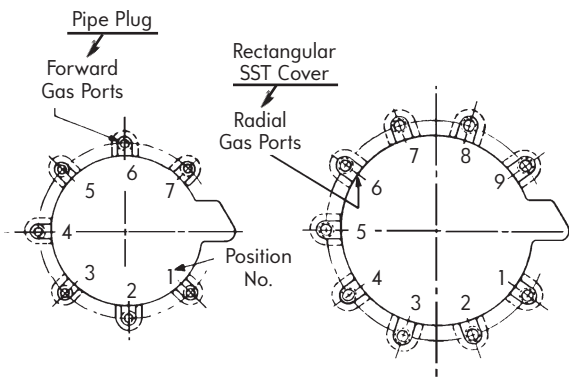 Pipe Plug
Forward
Gas Ports
Rectangular
SST Cover
Radial
Gas Ports
6
5
7
4
3
1
2
Position
No.
7
8
6
9
5
4
1
3
2